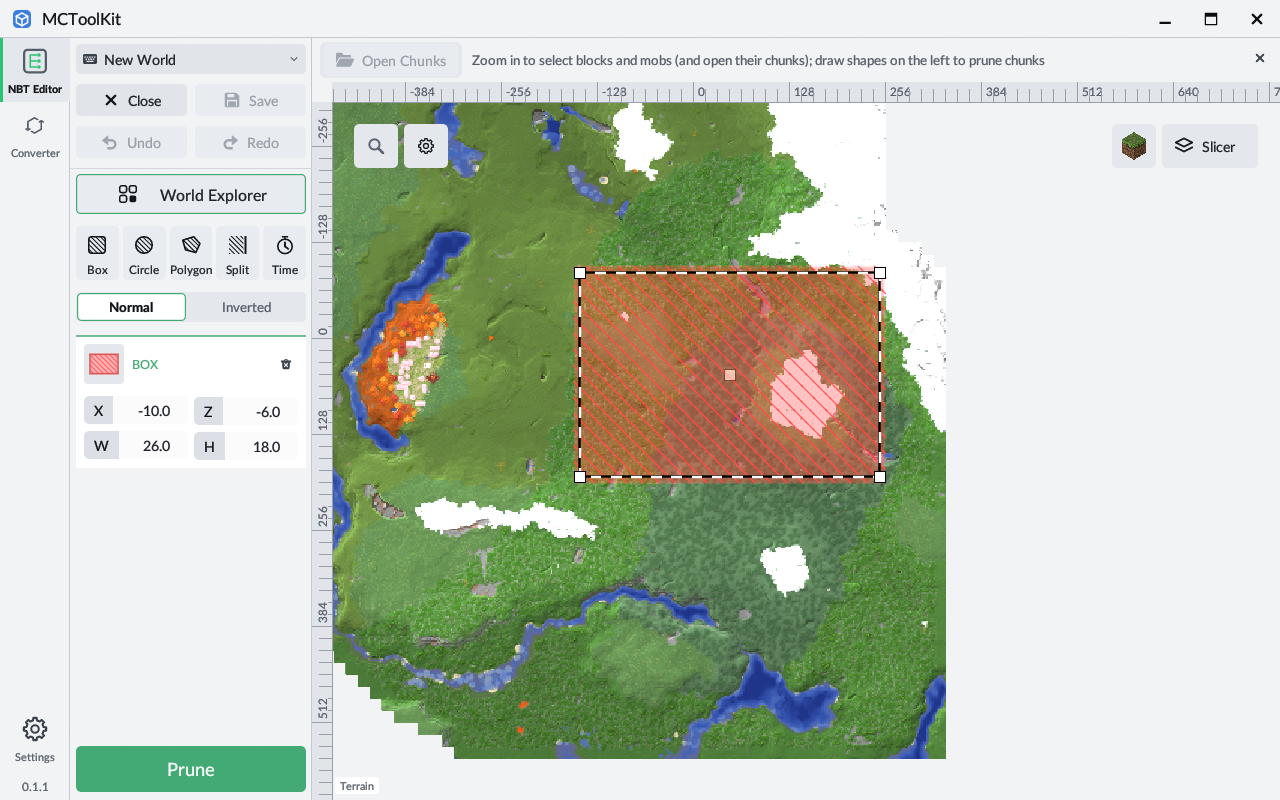 MCToolKit
NBT Editor
Converter
Settings
0.1.1
New World
Close
Save
Undo
Redo
World Explorer
Box
Circle
Polygon
Split
Time
Normal
Inverted
BOX
X -10.0
Z -6.0
W 26.0
H 18.0
Prune
Open Chunks
Zoom in to select blocks and mobs (and open their chunks); draw shapes on the left to prune chunks
-384 -256 -128 0 128 256 384 512 640 7
-256
-128
0
128
256
384
512
Slicer
Terrain